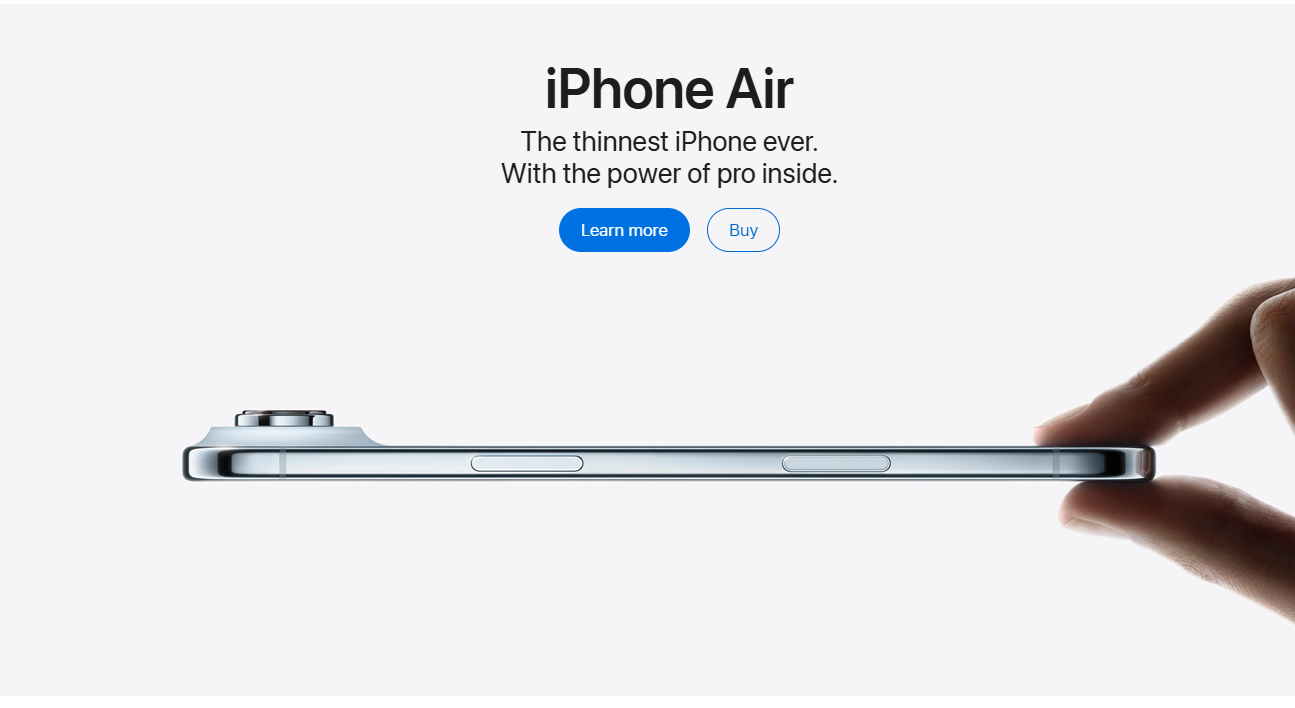 iPhone Air
The thinnest iPhone ever.
With the power of pro inside.
Learn more
Buy